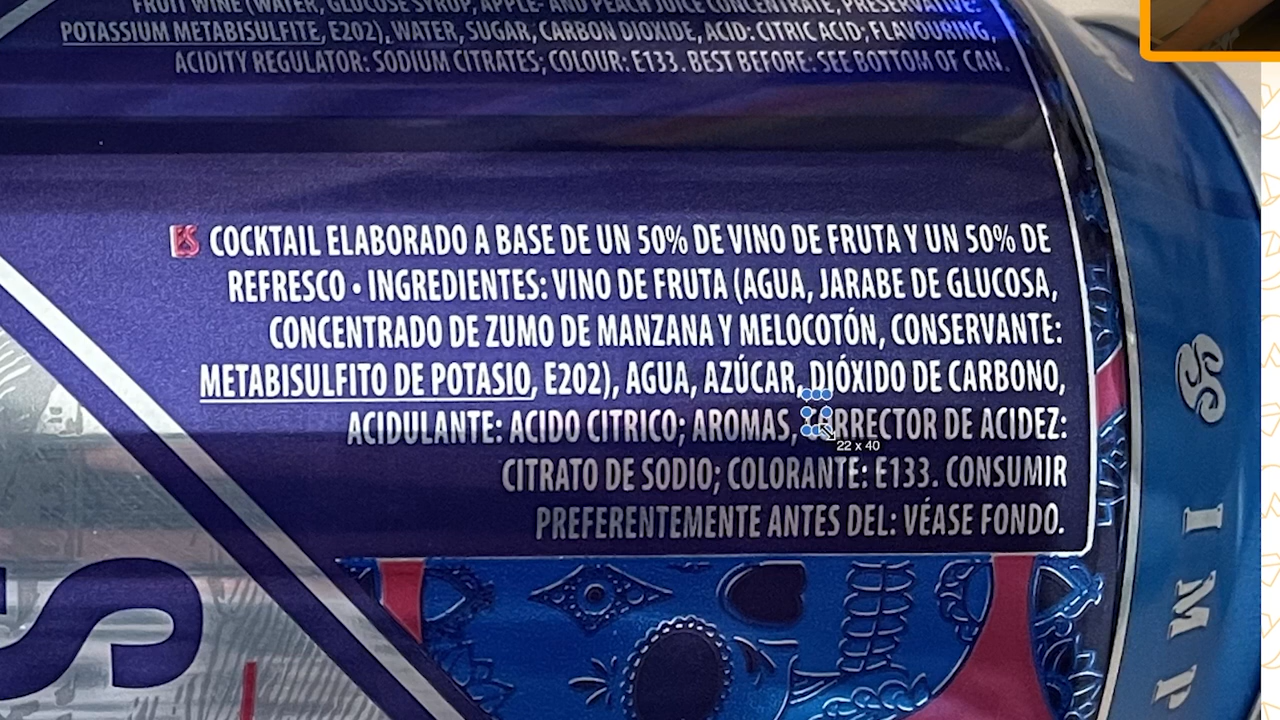 FRUIT WINE (WATER, GLUCOSE SYRUP, APPLE- AND PEACH JUICE CONCENTRATE, PRESERVATIVE:
POTASSIUM METABISULFITE, E202), WATER, SUGAR, CARBON DIOXIDE, ACID: CITRIC ACID; FLAVOURING,
ACIDITY REGULATOR: SODIUM CITRATES; COLOUR: E133. BEST BEFORE: SEE BOTTOM OF CAN.
ES COCKTAIL ELABORADO A BASE DE UN 50% DE VINO DE FRUTA Y UN 50% DE
REFRESCO • INGREDIENTES: VINO DE FRUTA (AGUA, JARABE DE GLUCOSA,
CONCENTRADO DE ZUMO DE MANZANA Y MELOCOTÓN, CONSERVANTE:
METABISULFITO DE POTASIO, E202), AGUA, AZÚCAR, DIÓXIDO DE CARBONO,
ACIDULANTE: ACIDO CITRICO; AROMAS, CORRECTOR DE ACIDEZ:
22 x 40
CITRATO DE SODIO; COLORANTE: E133. CONSUMIR
PREFERENTEMENTE ANTES DEL: VÉASE FONDO.
S
IMP